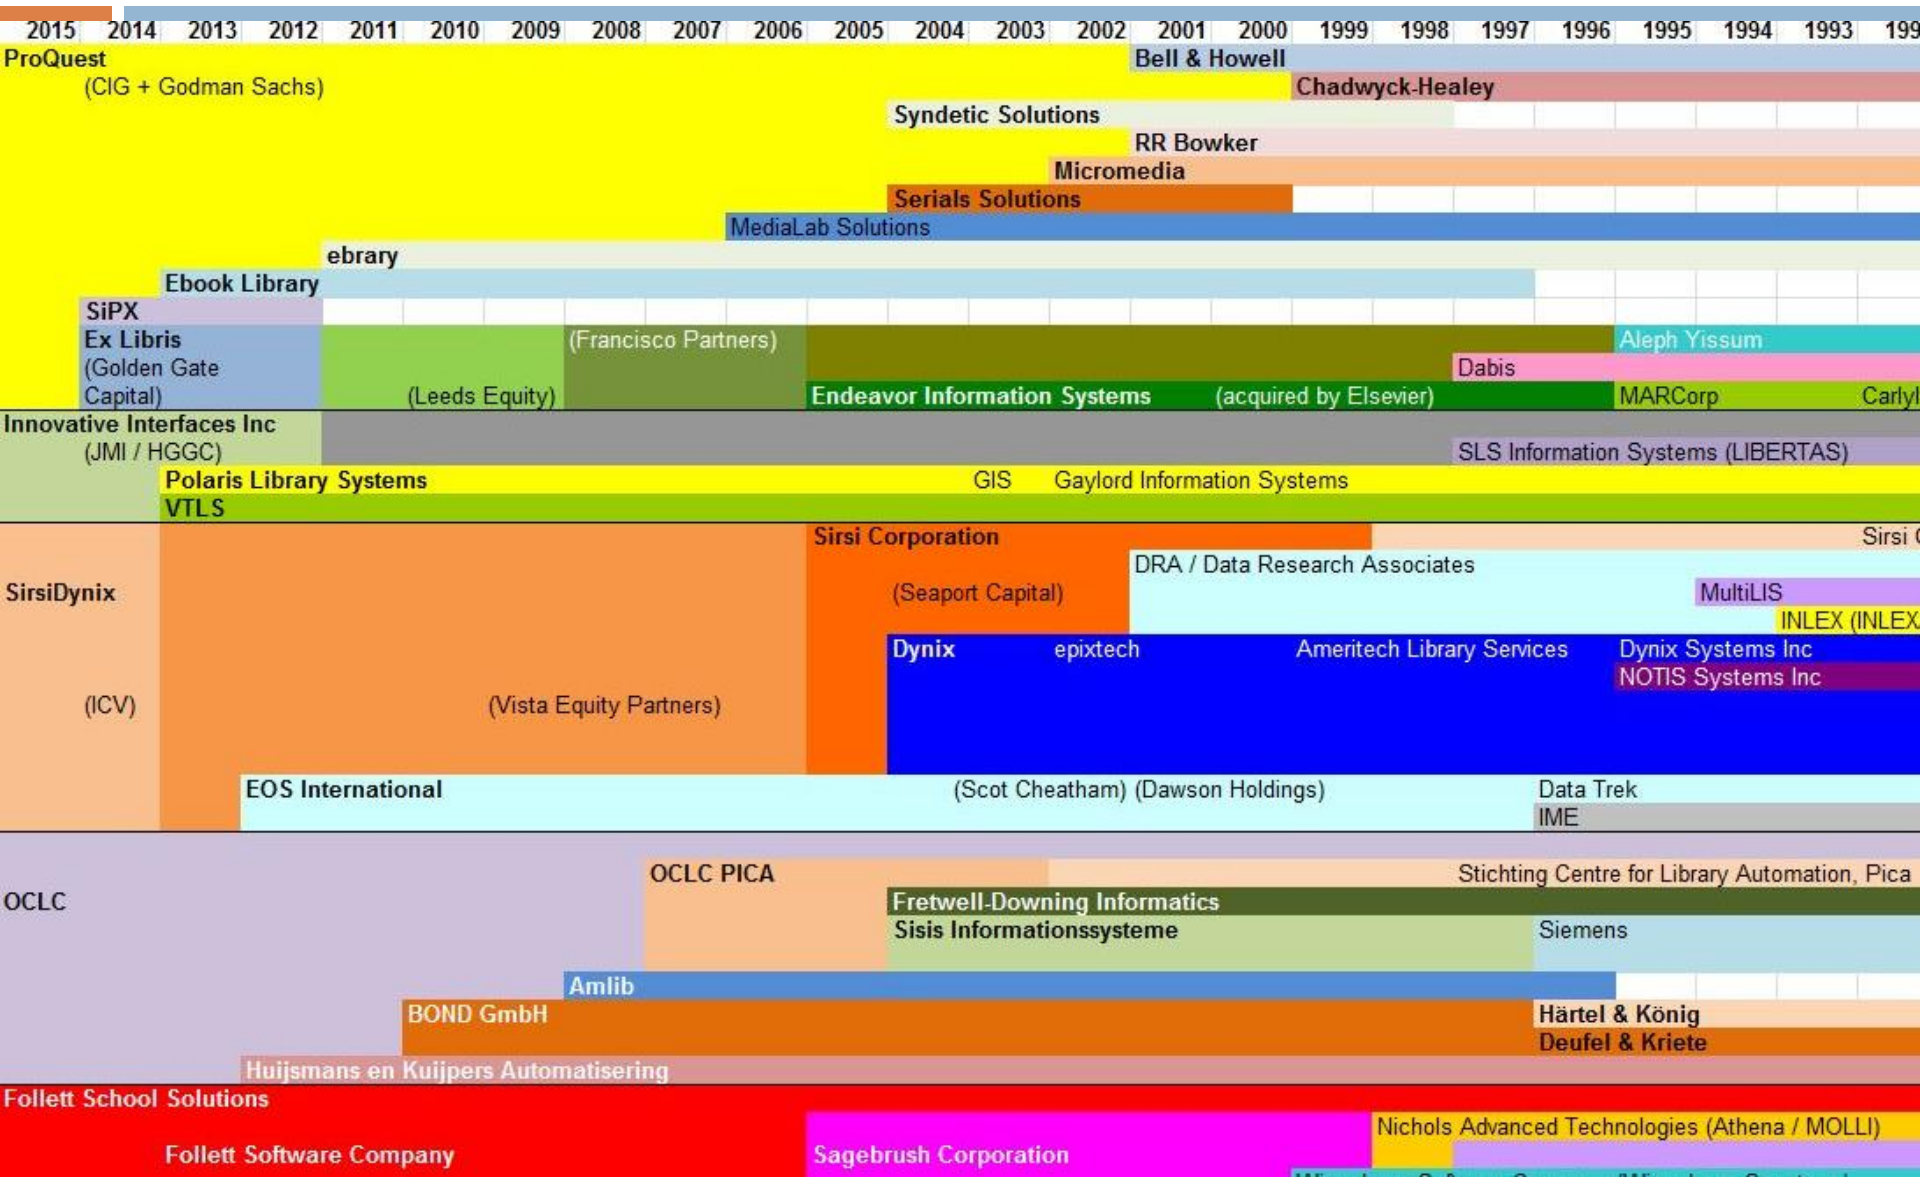 2015 2014 2013 2012 2011 2010 2009 2008 2007 2006 2005 2004 2003 2002 2001 2000 1999 1998 1997 1996 1995 1994 1993 199
ProQuest Bell & Howell
(CIG + Godman Sachs) Chadwyck-Healey
Syndetic Solutions
RR Bowker
Micromedia
Serials Solutions
MediaLab Solutions
ebrary
Ebook Library
SiPX
Ex Libris (Francisco Partners) Aleph Yissum
(Golden Gate Dabis
Capital) (Leeds Equity) Endeavor Information Systems (acquired by Elsevier) MARCorp Carlyl
Innovative Interfaces Inc
(JMI / HGGC) SLS Information Systems (LIBERTAS)
Polaris Library Systems GIS Gaylord Information Systems
VTLS
Sirsi Corporation Sirsi
DRA / Data Research Associates
SirsiDynix (Seaport Capital) MultiLIS
INLEX (INLEX
Dynix epixtech Ameritech Library Services Dynix Systems Inc
NOTIS Systems Inc
(ICV) (Vista Equity Partners)
EOS International (Scot Cheatham) (Dawson Holdings) Data Trek
IME
OCLC PICA Stichting Centre for Library Automation, Pica
OCLC Fretwell-Downing Informatics
Sisis Informationssysteme Siemens
Amlib
BOND GmbH Härtel & König
Deufel & Kriete
Huijsmans en Kuijpers Automatisering
Follett School Solutions
Nichols Advanced Technologies (Athena / MOLLI)
Follett Software Company Sagebrush Corporation